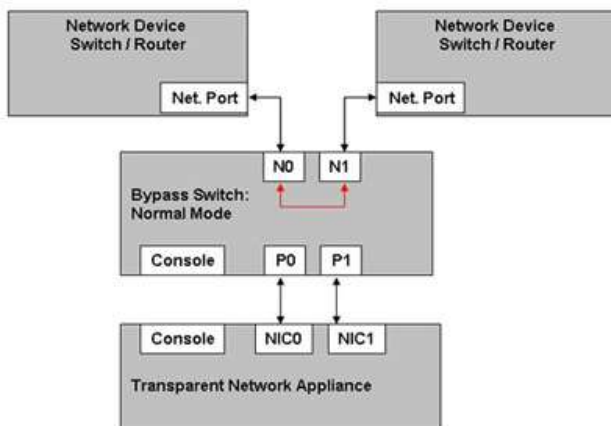 Network Device
Switch / Router
Network Device
Switch / Router
Net. Port
Net. Port
N0
N1
Bypass Switch:
Normal Mode
Console
P0
P1
Console
NIC0
NIC1
Transparent Network Appliance